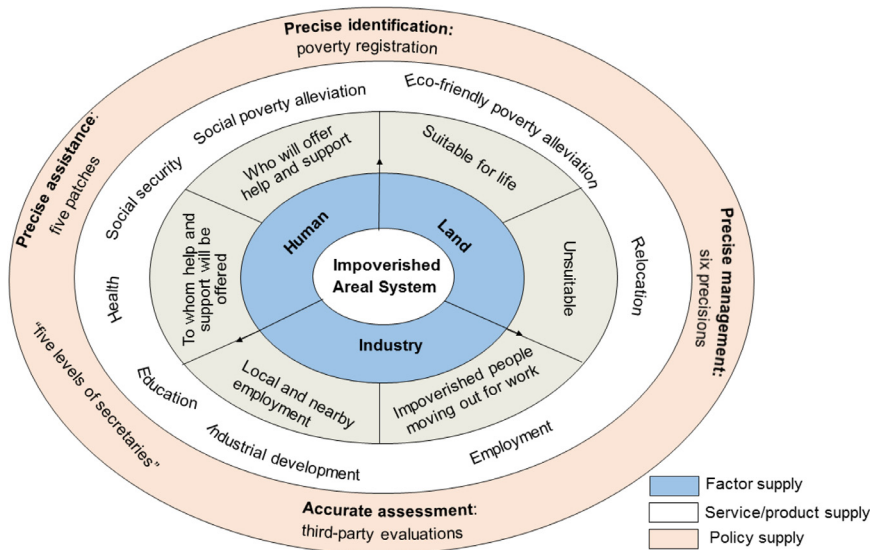 Precise identification:
poverty registration
Precise assistance:
five patches
"five levels of secretaries"
Precise management:
six precisions
Accurate assessment:
third-party evaluations
Social poverty alleviation
Eco-friendly poverty alleviation
Social security
Health
Education
Industrial development
Employment
Relocation
Who will offer
help and support
Suitable for life
To whom help and
support will be
offered
Unsuitable
Local and nearby
employment
Impoverished people
moving out for work
Human
Land
Industry
Impoverished
Areal System
Factor supply
Service/product supply
Policy supply